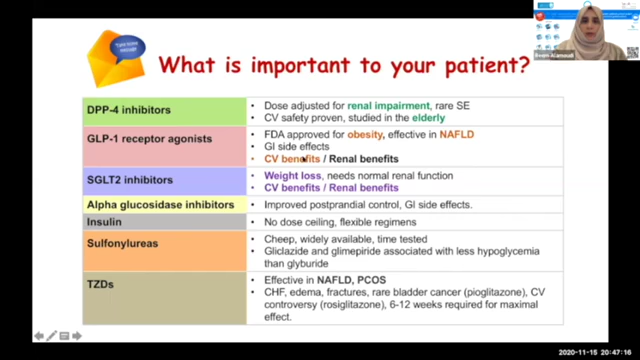 Take home message
What is important to your patient?
DPP-4 inhibitors
• Dose adjusted for renal impairment, rare SE
• CV safety proven, studied in the elderly
GLP-1 receptor agonists
• FDA approved for obesity, effective in NAFLD
• GI side effects
• CV benefits / Renal benefits
SGLT2 inhibitors
• Weight loss, needs normal renal function
• CV benefits / Renal benefits
Alpha glucosidase inhibitors
• Improved postprandial control, GI side effects.
Insulin
• No dose ceiling, flexible regimens
Sulfonylureas
• Cheep, widely available, time tested
• Gliclazide and glimepiride associated with less hypoglycemia
than glyburide
TZDs
• Effective in NAFLD, PCOS
• CHF, edema, fractures, rare bladder cancer (pioglitazone), CV
controversy (rosiglitazone), 6-12 weeks required for maximal
effect.
2020-11-15 20:47:16